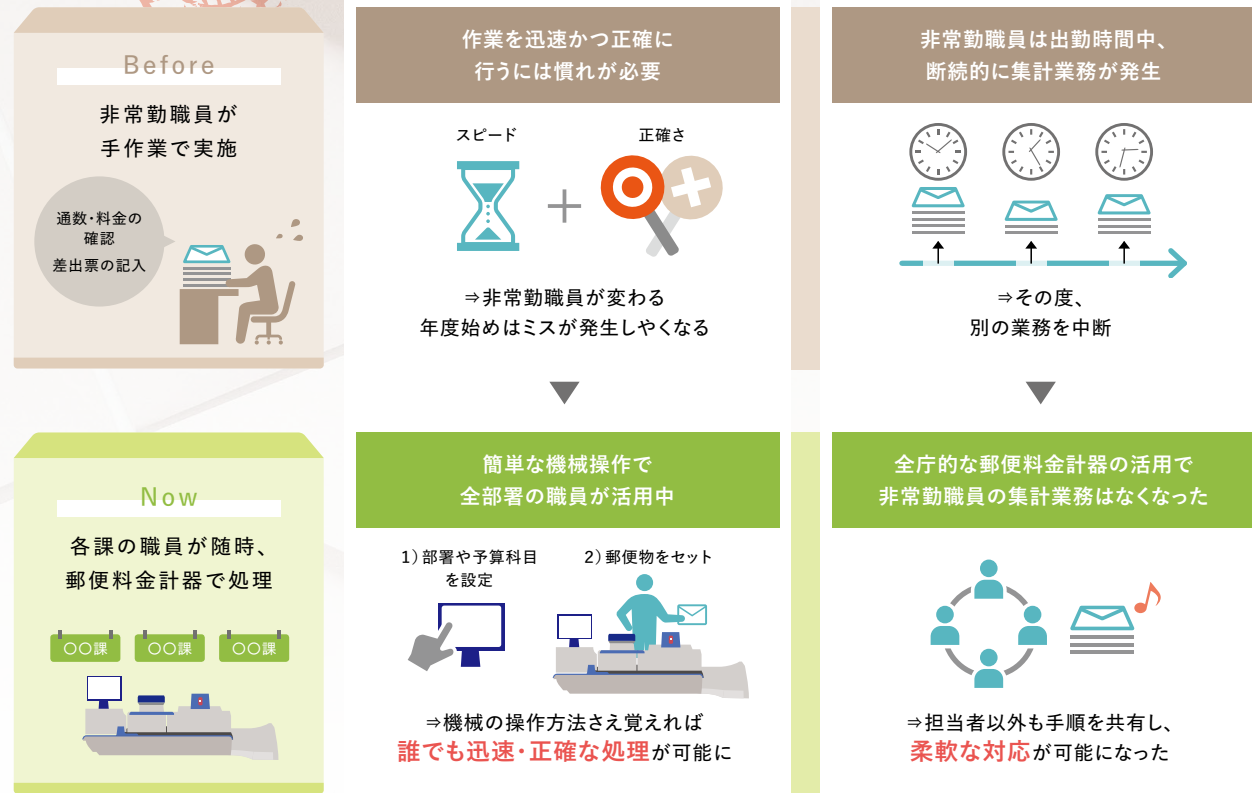 Before
非常勤職員が
手作業で実施
通数・料金の
確認
差出票の記入
作業を迅速かつ正確に
行うには慣れが必要
スピード
正確さ
⇒非常勤職員が変わる
年度始めはミスが発生しやくなる
非常勤職員は出勤時間中、
断続的に集計業務が発生
⇒その度、
別の業務を中断
Now
各課の職員が随時、
郵便料金計器で処理
〇〇課 〇〇課 〇〇課
簡単な機械操作で
全部署の職員が活用中
1）部署や予算科目
を設定
2）郵便物をセット
⇒機械の操作方法さえ覚えれば
誰でも迅速・正確な処理が可能に
全庁的な郵便料金計器の活用で
非常勤職員の集計業務はなくなった
⇒担当者以外も手順を共有し、
柔軟な対応が可能になった